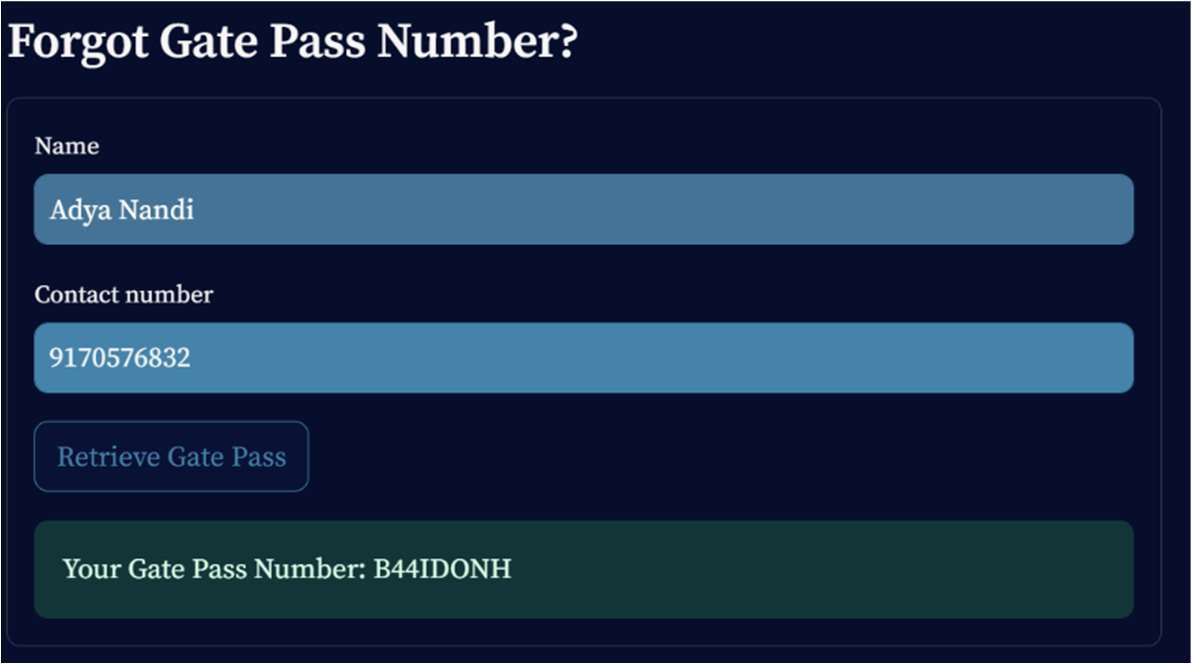 Forgot Gate Pass Number?
Name
Adya Nandi
Contact number
9170576832
Retrieve Gate Pass
Your Gate Pass Number: B44IDONH